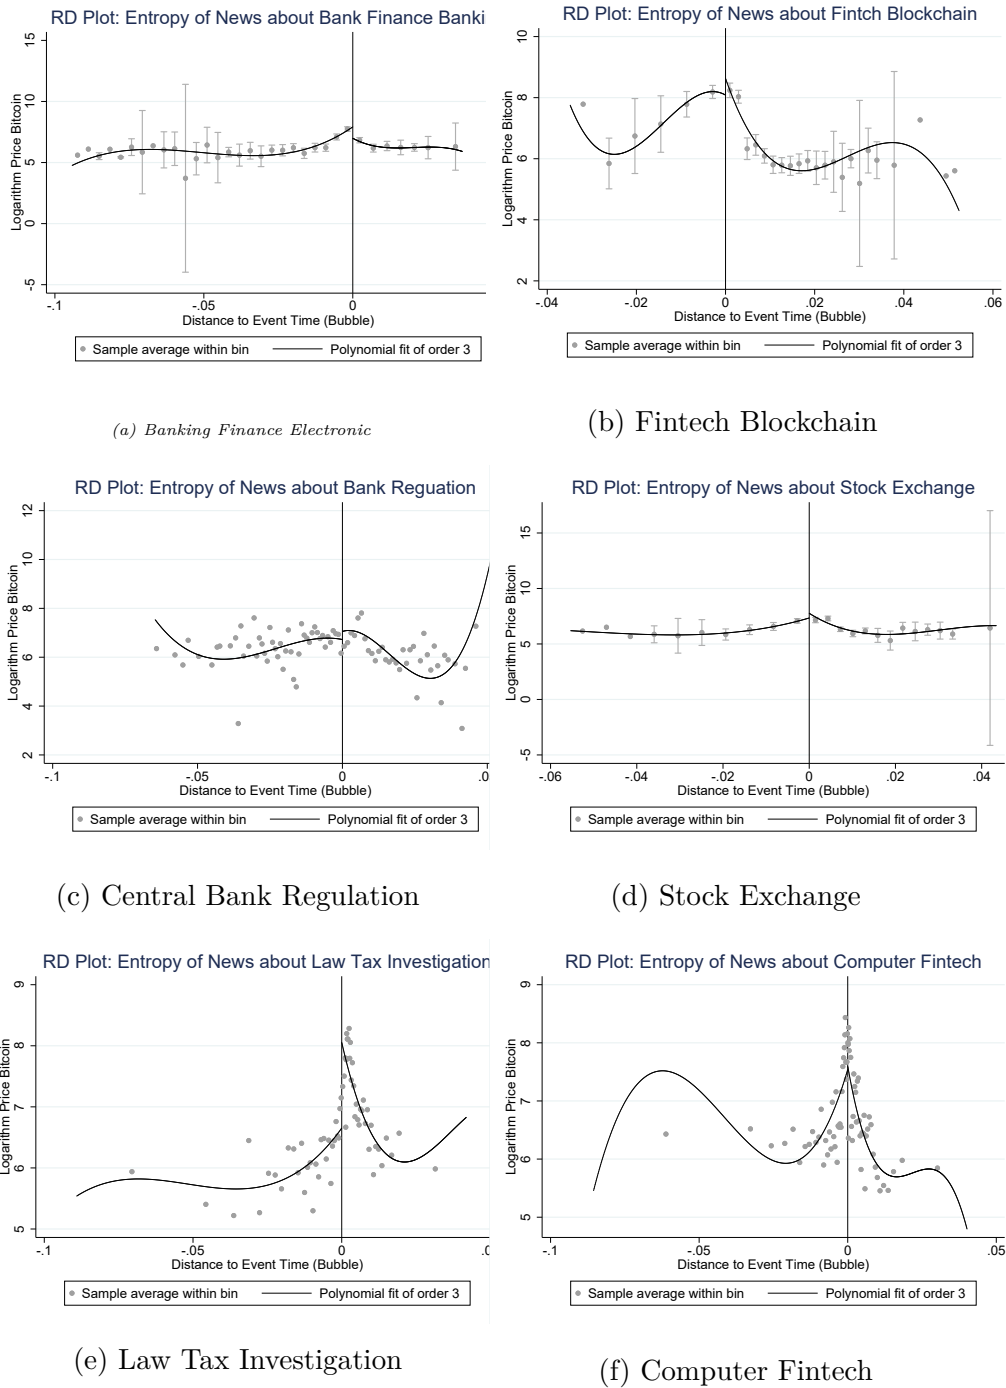 RD Plot: Entropy of News about Bank Finance Banki
Logarithm Price Bitcoin
15
10
5
0
-5
-.1
-.05
0
Distance to Event Time (Bubble)
Sample average within bin
Polynomial fit of order 3
(a) Banking Finance Electronic
RD Plot: Entropy of News about Fintch Blockchain
Logarithm Price Bitcoin
10
8
6
4
2
-.04
-.02
0
.02
.04
.06
Distance to Event Time (Bubble)
Sample average within bin
Polynomial fit of order 3
(b) Fintech Blockchain
RD Plot: Entropy of News about Bank Reguation
Logarithm Price Bitcoin
12
10
8
6
4
2
-.1
-.05
0
.0
Distance to Event Time (Bubble)
Sample average within bin
Polynomial fit of order 3
(c) Central Bank Regulation
RD Plot: Entropy of News about Stock Exchange
Logarithm Price Bitcoin
15
10
5
0
-5
-.06
-.04
-.02
0
.02
.04
Distance to Event Time (Bubble)
Sample average within bin
Polynomial fit of order 3
(d) Stock Exchange
RD Plot: Entropy of News about Law Tax Investigation
Logarithm Price Bitcoin
9
8
7
6
5
-.1
-.05
0
.0
Distance to Event Time (Bubble)
Sample average within bin
Polynomial fit of order 3
(e) Law Tax Investigation
RD Plot: Entropy of News about Computer Fintech
Logarithm Price Bitcoin
9
8
7
6
5
-.1
-.05
0
.05
Distance to Event Time (Bubble)
Sample average within bin
Polynomial fit of order 3
(f) Computer Fintech